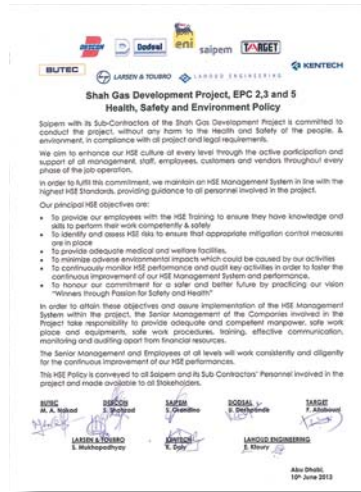 DESCON
Dodsal
eni
saipem
TARGET
BUTEC
LARSEN & TOUBRO
LAHOUD ENGINEERING
KENTECH
Shah Gas Development Project, EPC 2,3 and 5
Health, Safety and Environment Policy
Saipem with its Sub-Contractors of the Shah Gas Development Project is committed to
conduct the project, without any harm to the Health and Safety of the people, &
environment, in compliance with all project and legal requirements.
We aim to enhance our HSE culture at every level through the active participation and
support of all management, staff, employees, customers and vendors throughout every
phase of the job operation.
In order to fulfil this commitment, we maintain an HSE Management System in line with the
highest HSE Standards, providing guidance to all personnel involved in the project.
Our principal HSE objectives are:
• To provide our employees with the HSE Training to ensure they have knowledge and
skills to perform their work competently & safely
• To identify and assess HSE risks to ensure that appropriate mitigation control measures
are in place
• To provide adequate medical and welfare facilities.
• To minimize adverse environmental impacts which could be caused by our activities
• To continuously monitor HSE performance and audit key activities in order to foster the
continuous improvement of our HSE Management System and performance.
• To honour our commitment for a safer and better future by practicing our vision
"Winners through Passion for Safety and Health"
In order to attain these objectives and assure implementation of the HSE Management
System within the project, the Senior Management of the Companies involved in the
Project take responsibility to provide adequate and competent manpower, safe work
place and equipments, safe work procedures, training, effective communication,
monitoring and auditing apart from financial resources.
The Senior Management and Employees at all levels will work consistently and diligently
for the continuous improvement of our HSE performances.
This HSE Policy is conveyed to all Saipem and its Sub Contractors' Personnel involved in the
project and made available to all Stakeholders.
BUTEC DESCON SAIPEM DODSAL TARGET
M. A. Nakad S. Shahzad S. Ghandino U. Deshpande F. Ababoual
LARSEN & TOUBRO KENTECH LAHOUD ENGINEERING
S. Mukhopadhyay K. Daly E. Khoury
Abu Dhabi,
10th June 2013